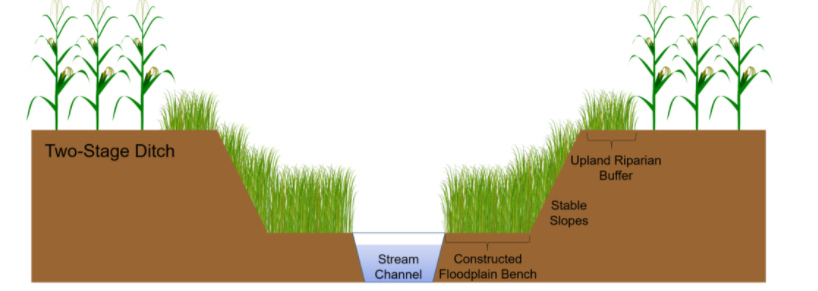 Two-Stage Ditch
Upland Riparian
Buffer
Stable
Slopes
Stream
Channel
Constructed
Floodplain Bench